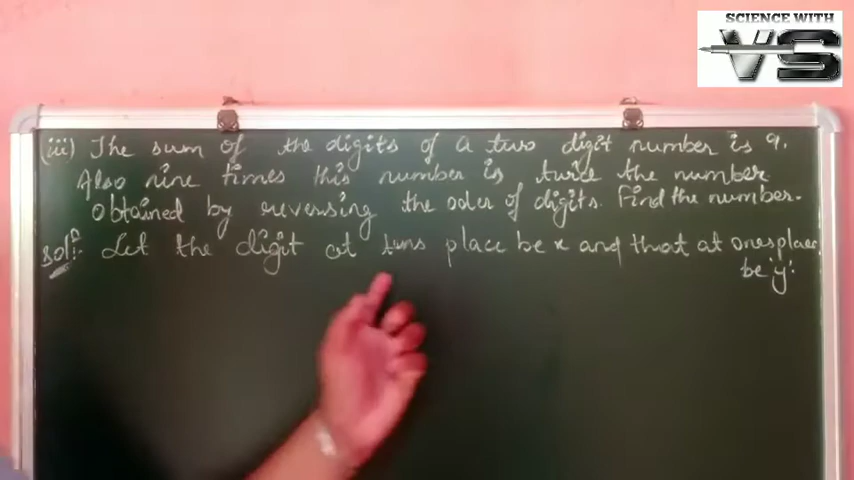 SCIENCE WITH
VS
(iii) The sum of the digits of a two digit number is 9.
Also nine times this number is twice the number
obtained by reversing the order of digits. Find the number.
Solⁿ:- Let the digit at tens place be x and that at ones place
be 'y'.